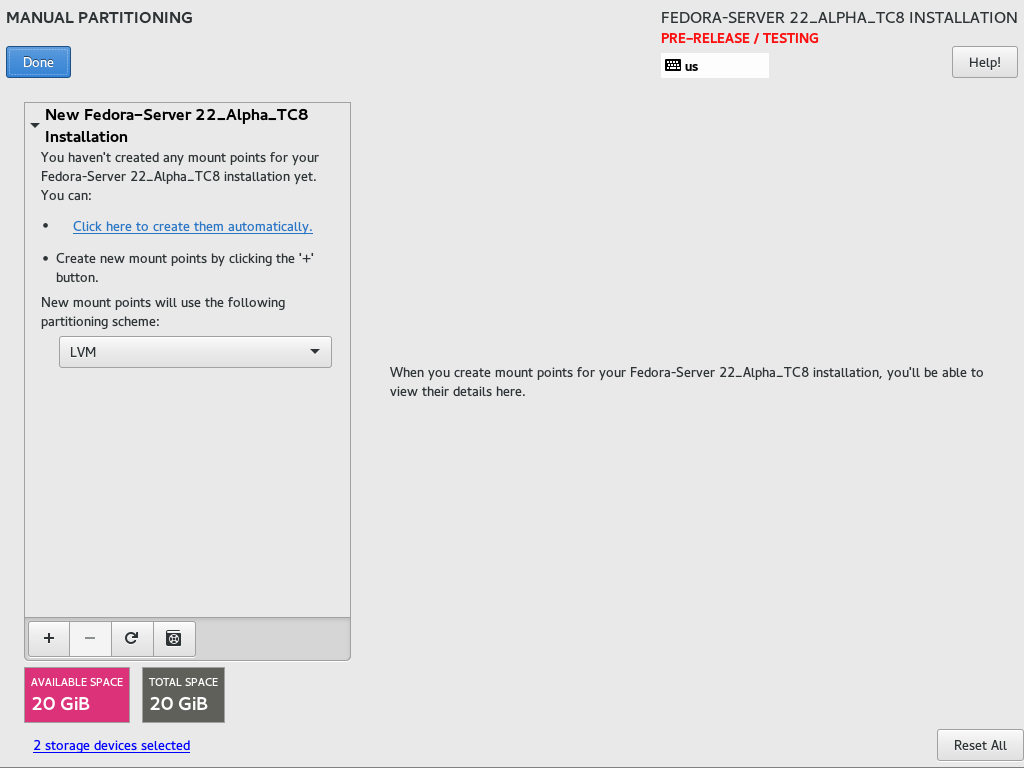 MANUAL PARTITIONING
FEDORA-SERVER 22_ALPHA_TC8 INSTALLATION
PRE-RELEASE / TESTING
Done
us
Help!
New Fedora-Server 22_Alpha_TC8
Installation
You haven't created any mount points for your
Fedora-Server 22_Alpha_TC8 installation yet.
You can:
• Click here to create them automatically.
• Create new mount points by clicking the '+'
button.
New mount points will use the following
partitioning scheme:
LVM
When you create mount points for your Fedora-Server 22_Alpha_TC8 installation, you'll be able to
view their details here.
AVAILABLE SPACE
20 GiB
TOTAL SPACE
20 GiB
2 storage devices selected
Reset All